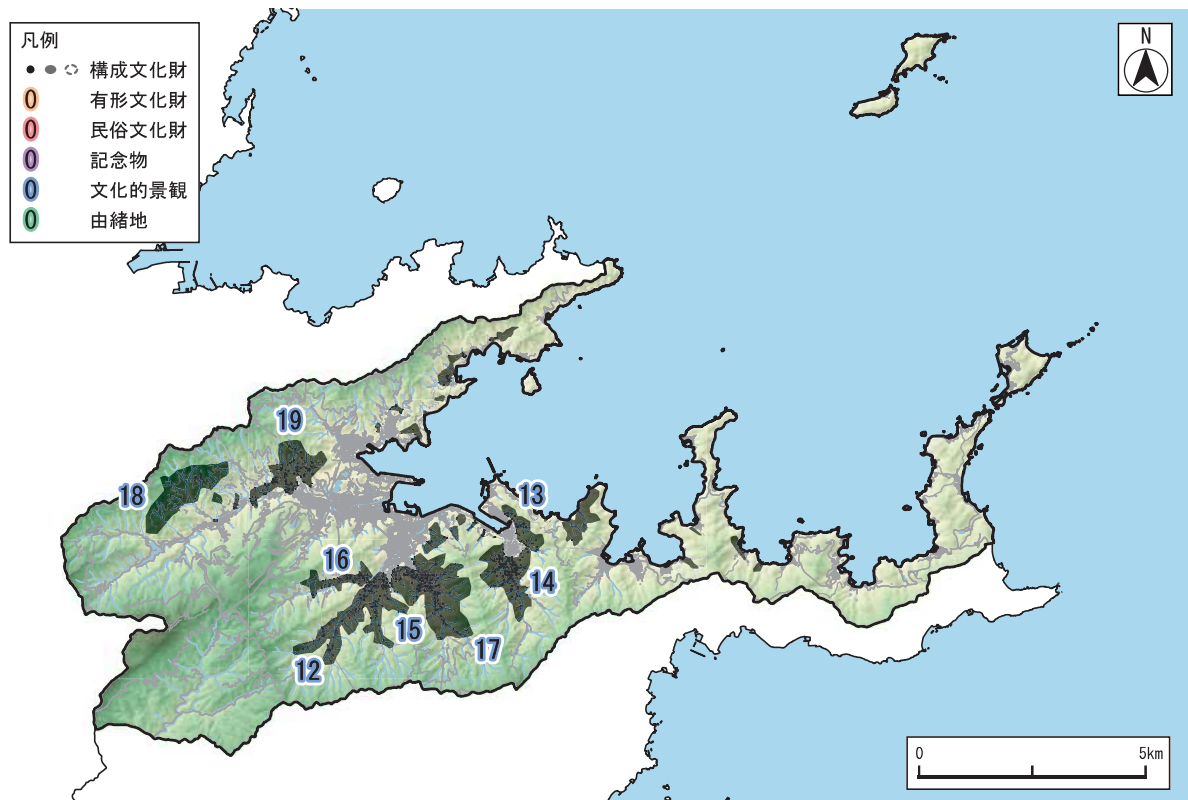 凡例
構成文化財
0 有形文化財
0 民俗文化財
0 記念物
0 文化的景観
0 由緒地
N
19
18
13
16
14
15
17
12
0 5km